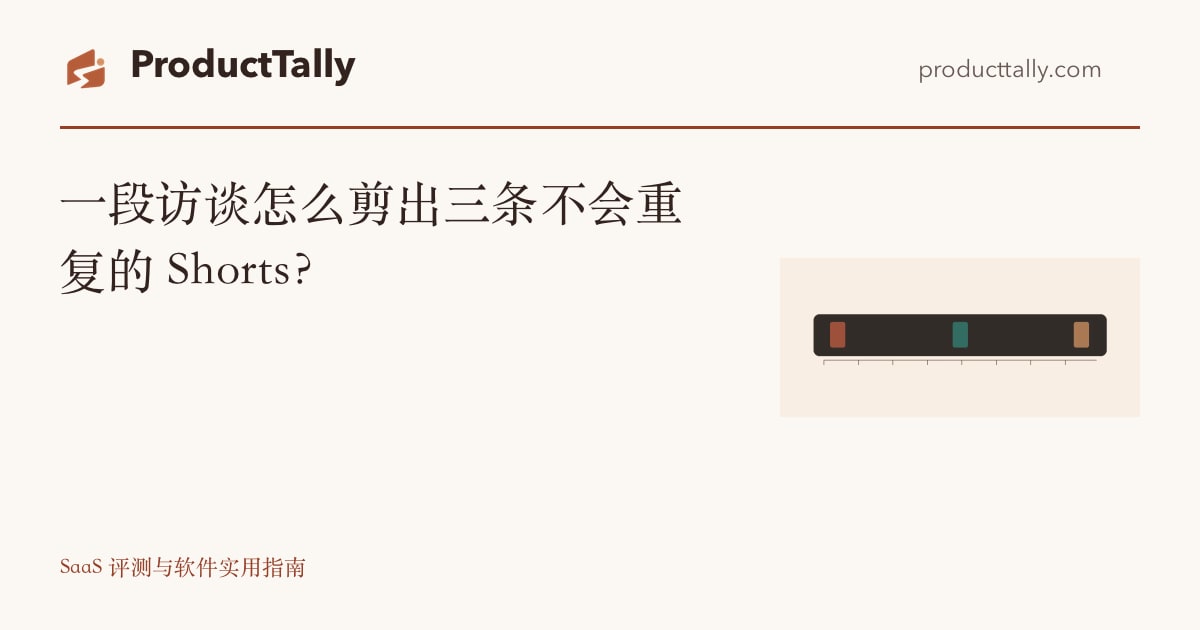 ProductTally
producttally.com
一段访谈怎么剪出三条不会重
复的 Shorts?
SaaS 评测与软件实用指南